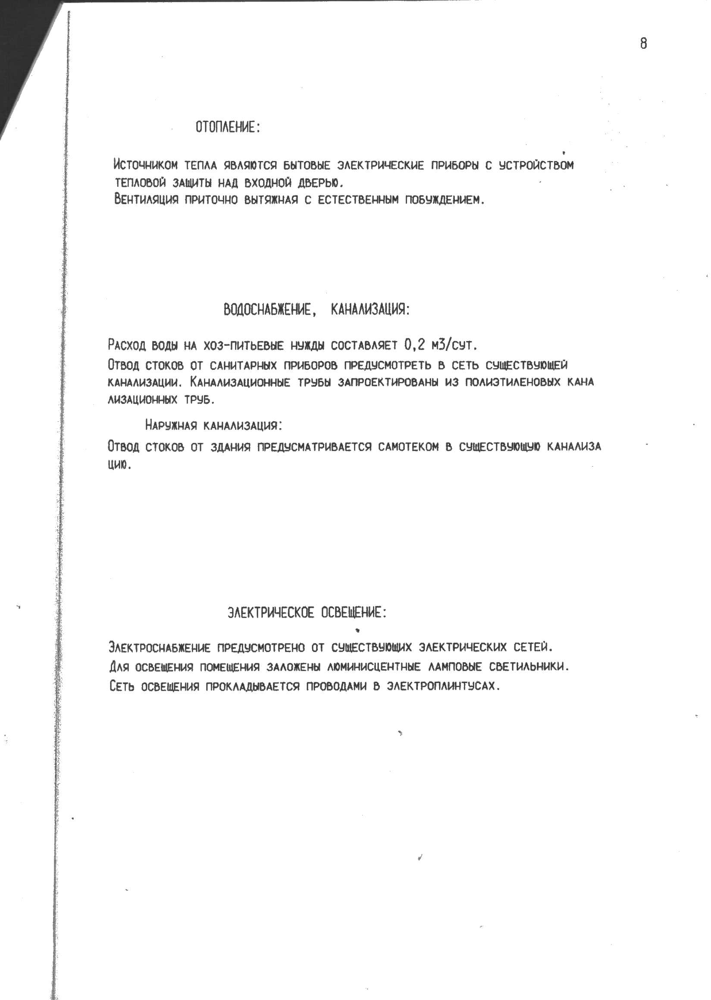 8
ОТОПЛЕНИЕ:
Источником тепла являются бытовые электрические приборы с устройством
тепловой защиты над входной дверью.
Вентиляция приточно вытяжная с естественным побуждением.
ВОДОСНАБЖЕНИЕ, КАНАЛИЗАЦИЯ:
Расход воды на хоз-питьевые нужды составляет 0,2 м3/сут.
Отвод стоков от санитарных приборов предусмотреть в сеть существующей
канализации. Канализационные трубы запроектированы из полиэтиленовых кана
лизационных труб.
Наружная канализация:
Отвод стоков от здания предусматривается самотеком в существующую канализа
цию.
ЭЛЕКТРИЧЕСКОЕ ОСВЕЩЕНИЕ:
Электроснабжение предусмотрено от существующих электрических сетей.
Для освещения помещения заложены люминисцентные ламповые светильники.
Сеть освещения прокладывается проводами в электроплинтусах.